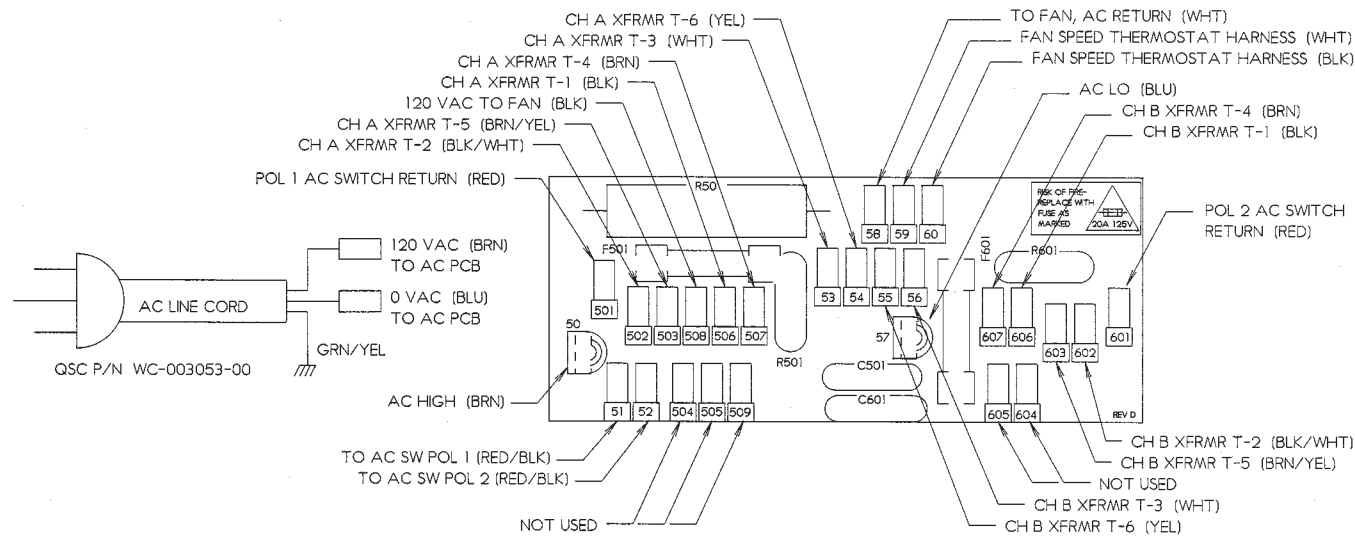 CH A XFRMR T-6 (YEL)
CH A XFRMR T-3 (WHT)
CH A XFRMR T-4 (BRN)
CH A XFRMR T-1 (BLK)
120 VAC TO FAN (BLK)
CH A XFRMR T-5 (BRN/YEL)
CH A XFRMR T-2 (BLK/WHT)
POL 1 AC SWITCH RETURN (RED)
TO FAN, AC RETURN (WHT)
FAN SPEED THERMOSTAT HARNESS (WHT)
FAN SPEED THERMOSTAT HARNESS (BLK)
AC LO (BLU)
CH B XFRMR T-4 (BRN)
CH B XFRMR T-1 (BLK)
POL 2 AC SWITCH
RETURN (RED)
120 VAC (BRN)
TO AC PCB
0 VAC (BLU)
TO AC PCB
AC LINE CORD
GRN/YEL
QSC P/N WC-003053-00
R50
RISK OF FIRE-
REPLACE WITH
FUSE AS
MARKED
20A 125V
58
59
60
F501
F601
R601
53
54
55
56
501
502
503
508
506
507
50
57
607
606
603
602
601
R501
C501
C601
51
52
504
505
509
605
604
REV D
AC HIGH (BRN)
TO AC SW POL 1 (RED/BLK)
TO AC SW POL 2 (RED/BLK)
NOT USED
CH B XFRMR T-2 (BLK/WHT)
CH B XFRMR T-5 (BRN/YEL)
NOT USED
CH B XFRMR T-3 (WHT)
CH B XFRMR T-6 (YEL)